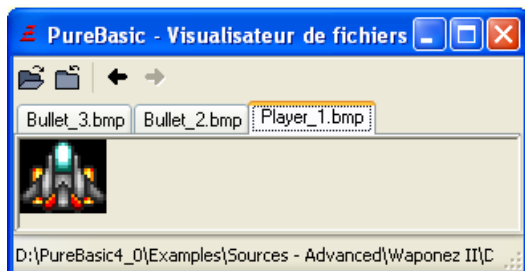 PureBasic - Visualisateur de fichiers
Bullet_3.bmp Bullet_2.bmp Player_1.bmp
D:\PureBasic4_0\Examples\Sources - Advanced\Waponez II\D